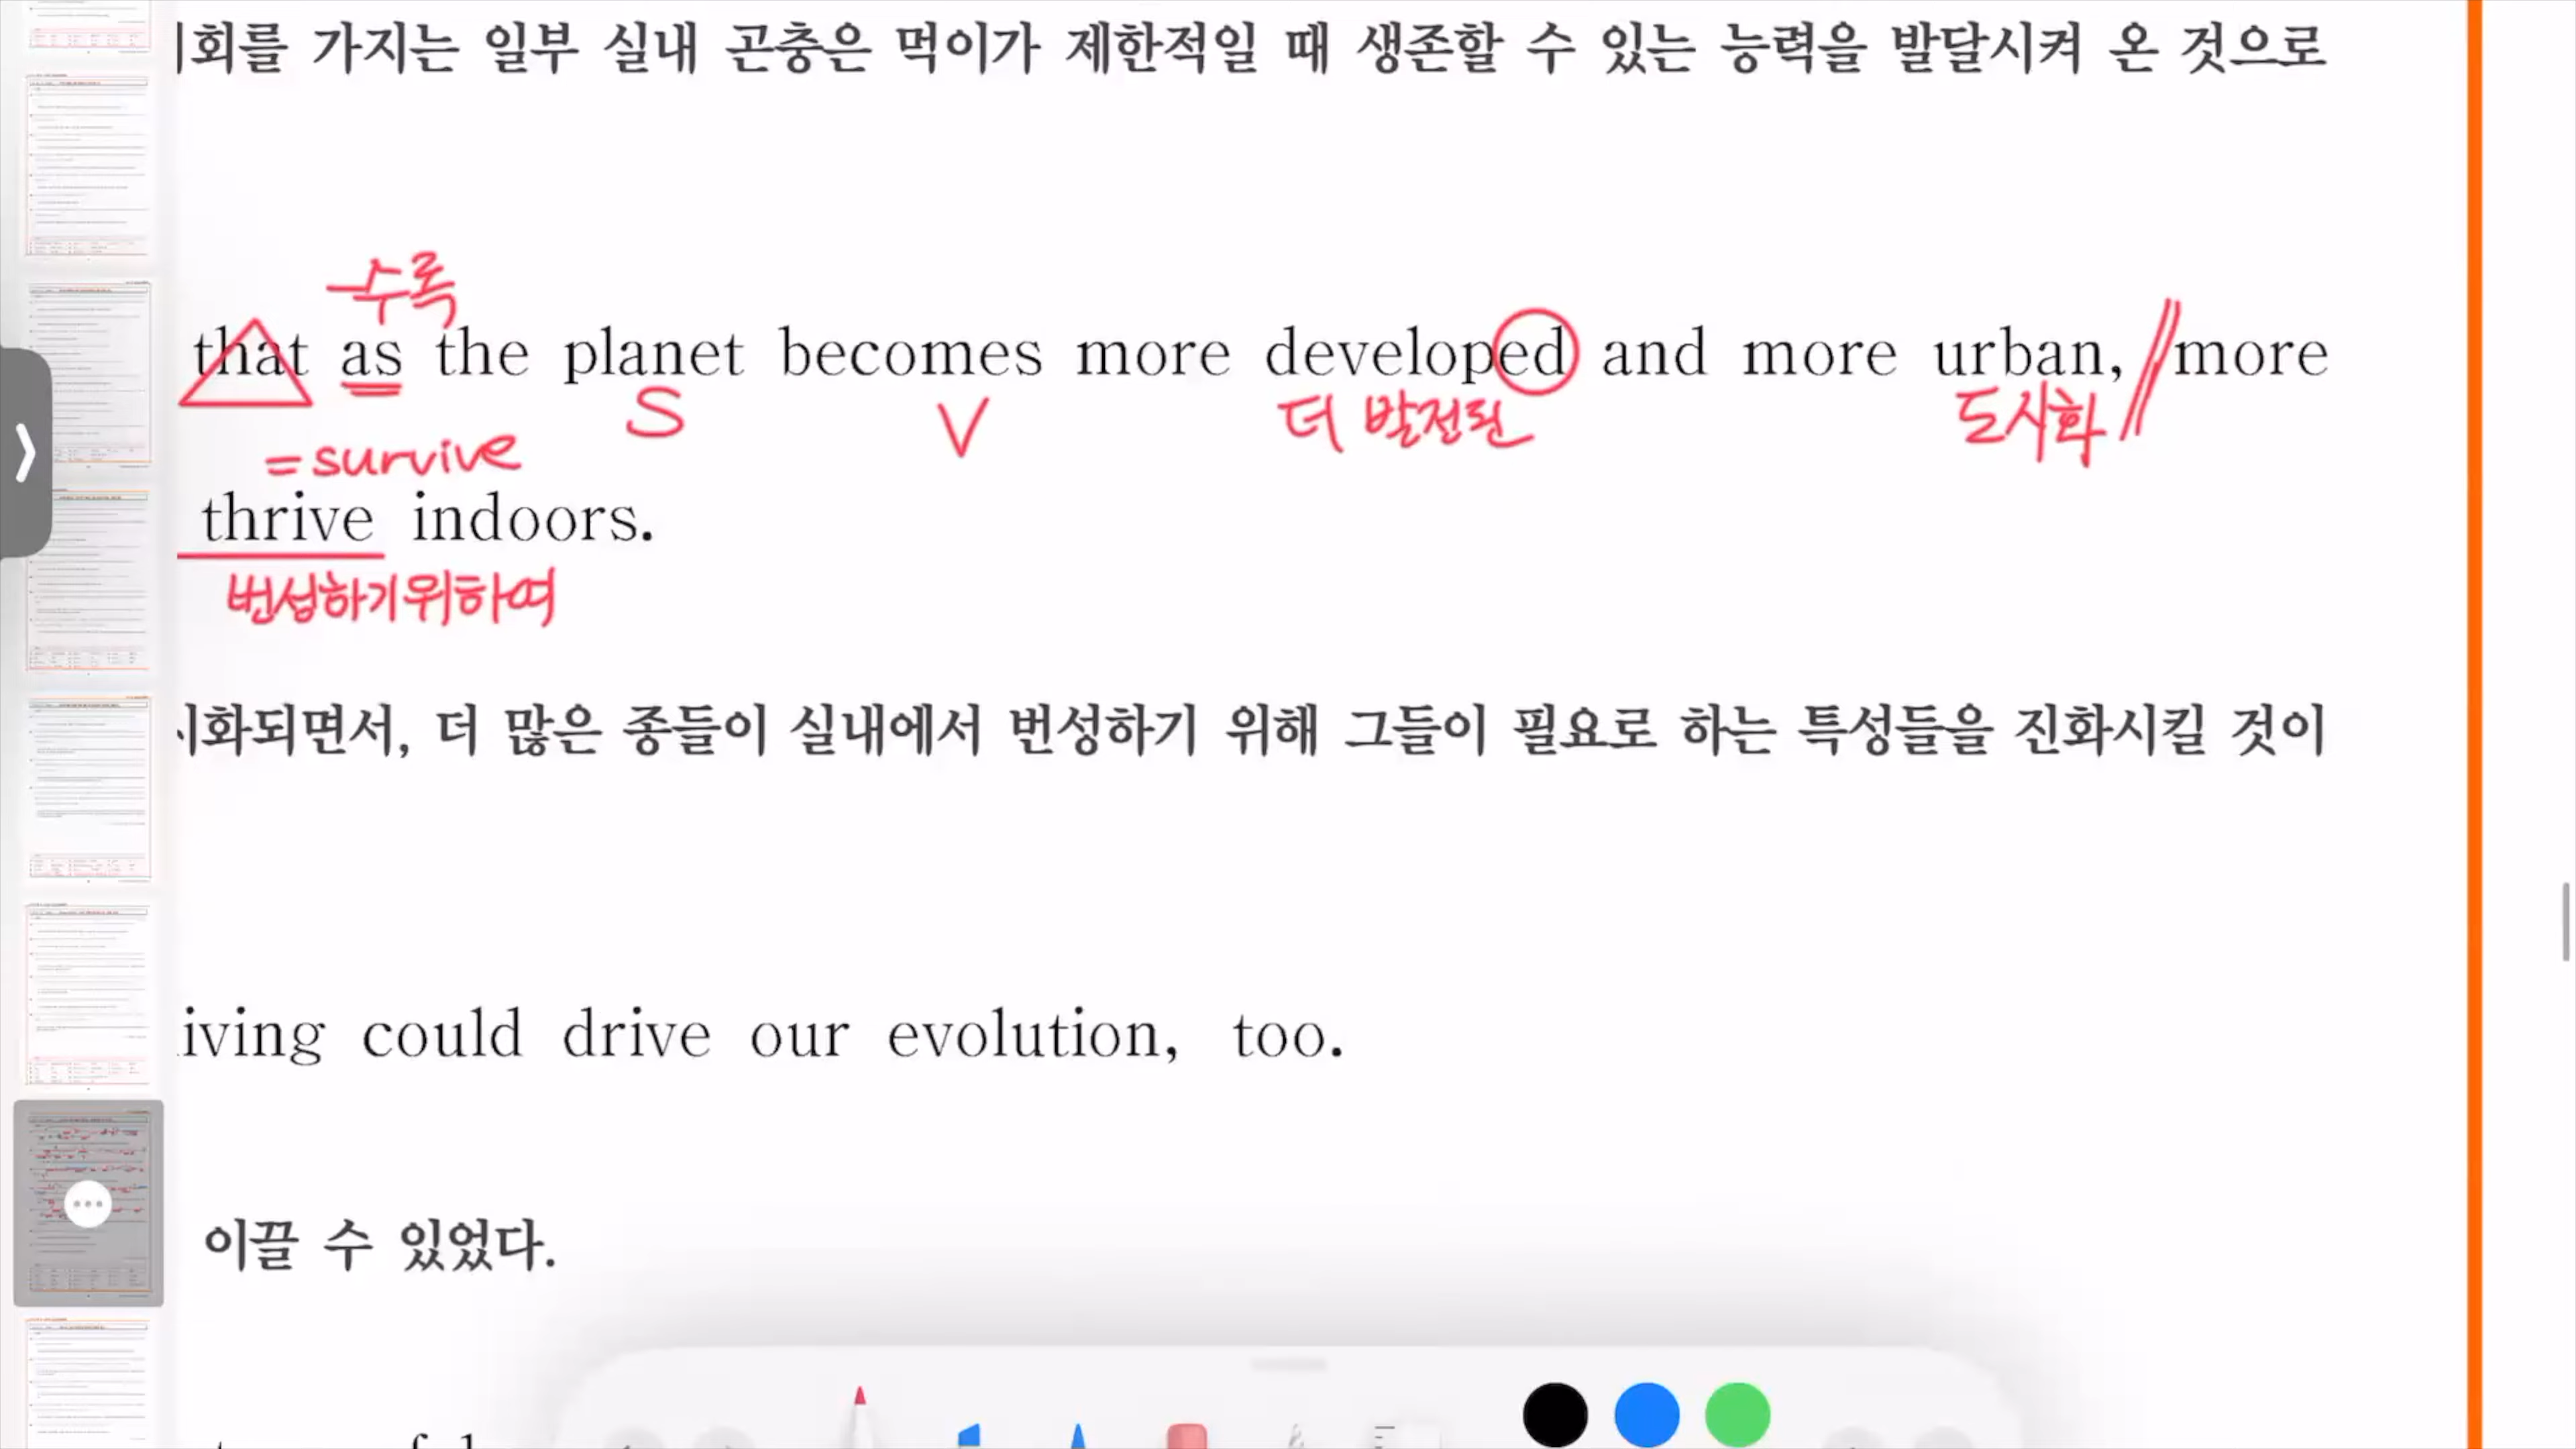 회를 가지는 일부 실내 곤충은 먹이가 제한적일 때 생존할 수 있는 능력을 발달시켜 온 것으로
-수록
that as the planet becomes more developed and more urban, more
S V 더 발전된 도시화
= survive
thrive indoors.
번성하기위하여
시화되면서, 더 많은 종들이 실내에서 번성하기 위해 그들이 필요로 하는 특성들을 진화시킬 것이
iving could drive our evolution, too.
이끌 수 있었다.